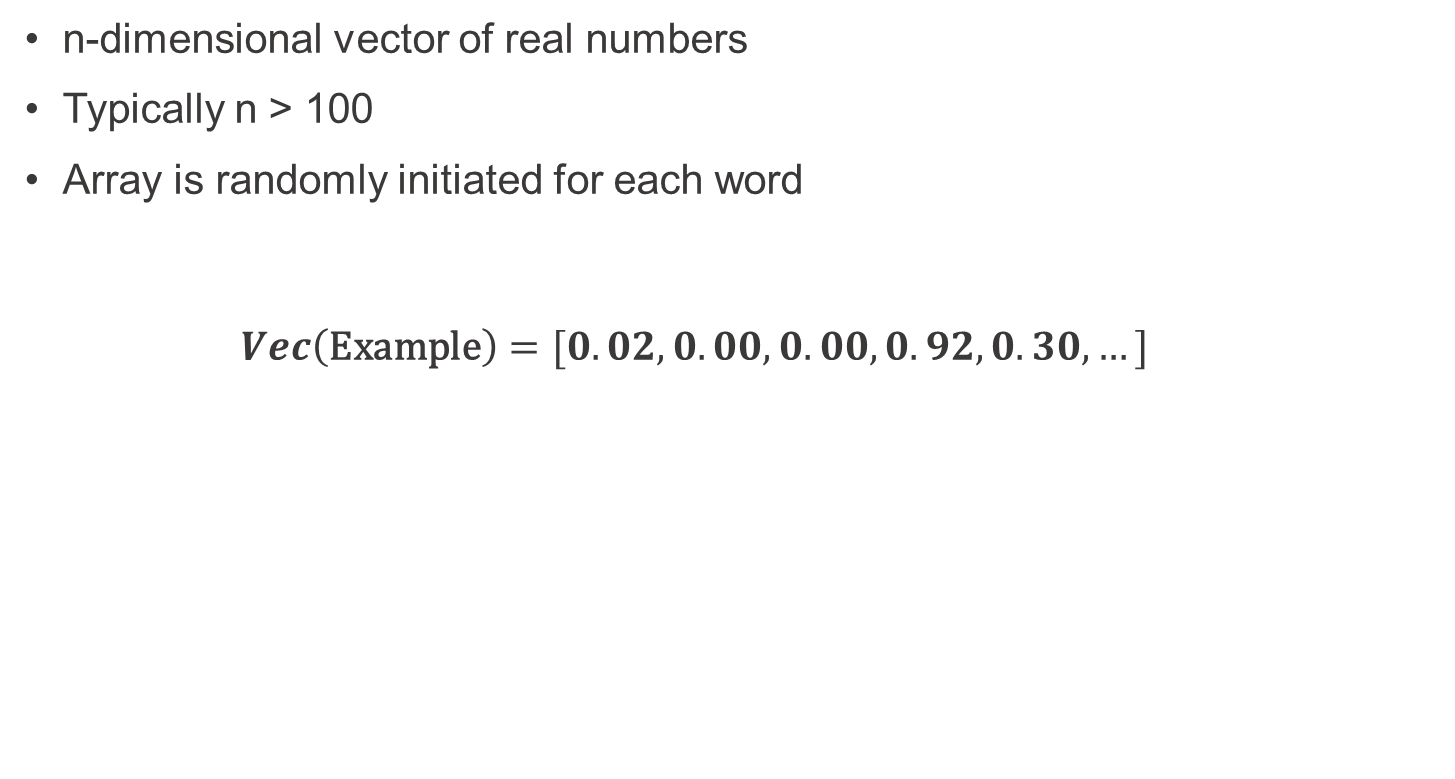 • n-dimensional vector of real numbers
• Typically n > 100
• Array is randomly initiated for each word
Vec(Example) = [0.02, 0.00, 0.00, 0.92, 0.30, … ]